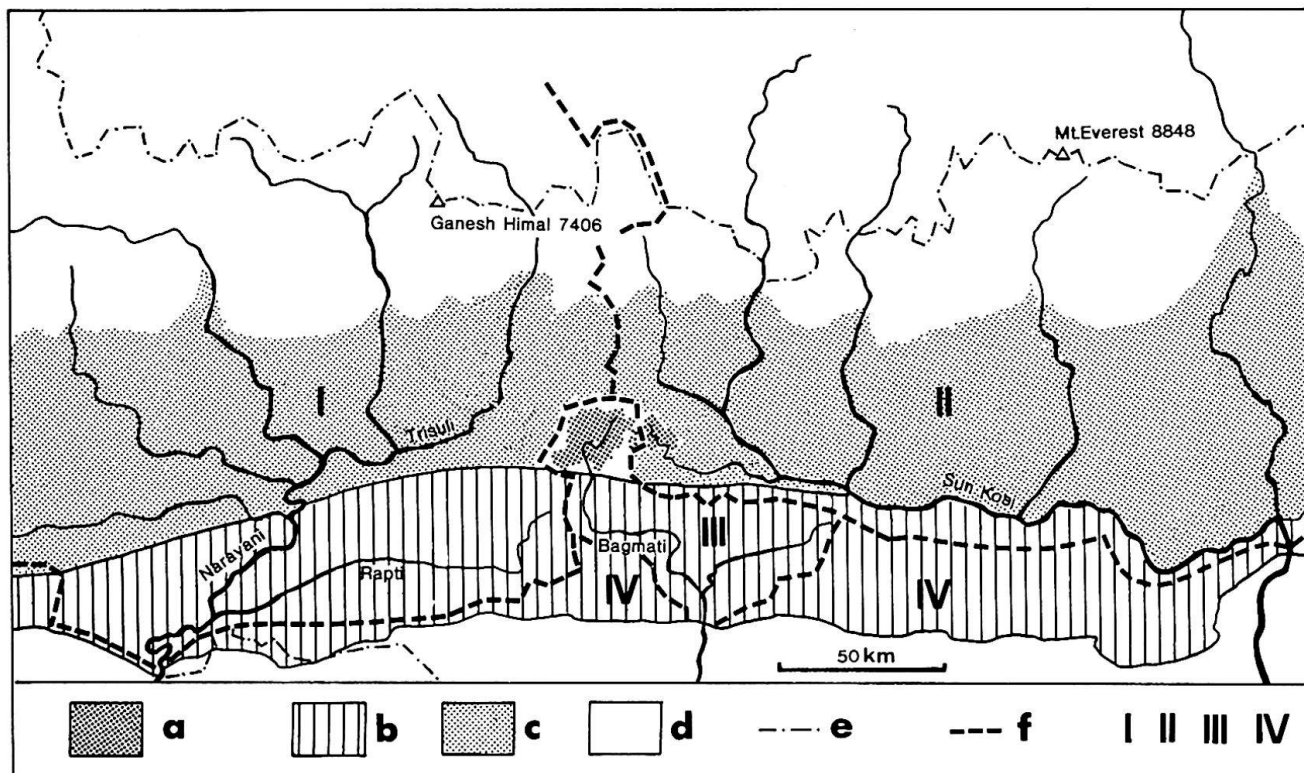 Mt.Everest 8848
Ganesh Himal 7406
I
II
Trisuli
Sun Kosi
Narayani
Rapti
Bagmati
III
IV
IV
50 km
a b c d e f I II III IV